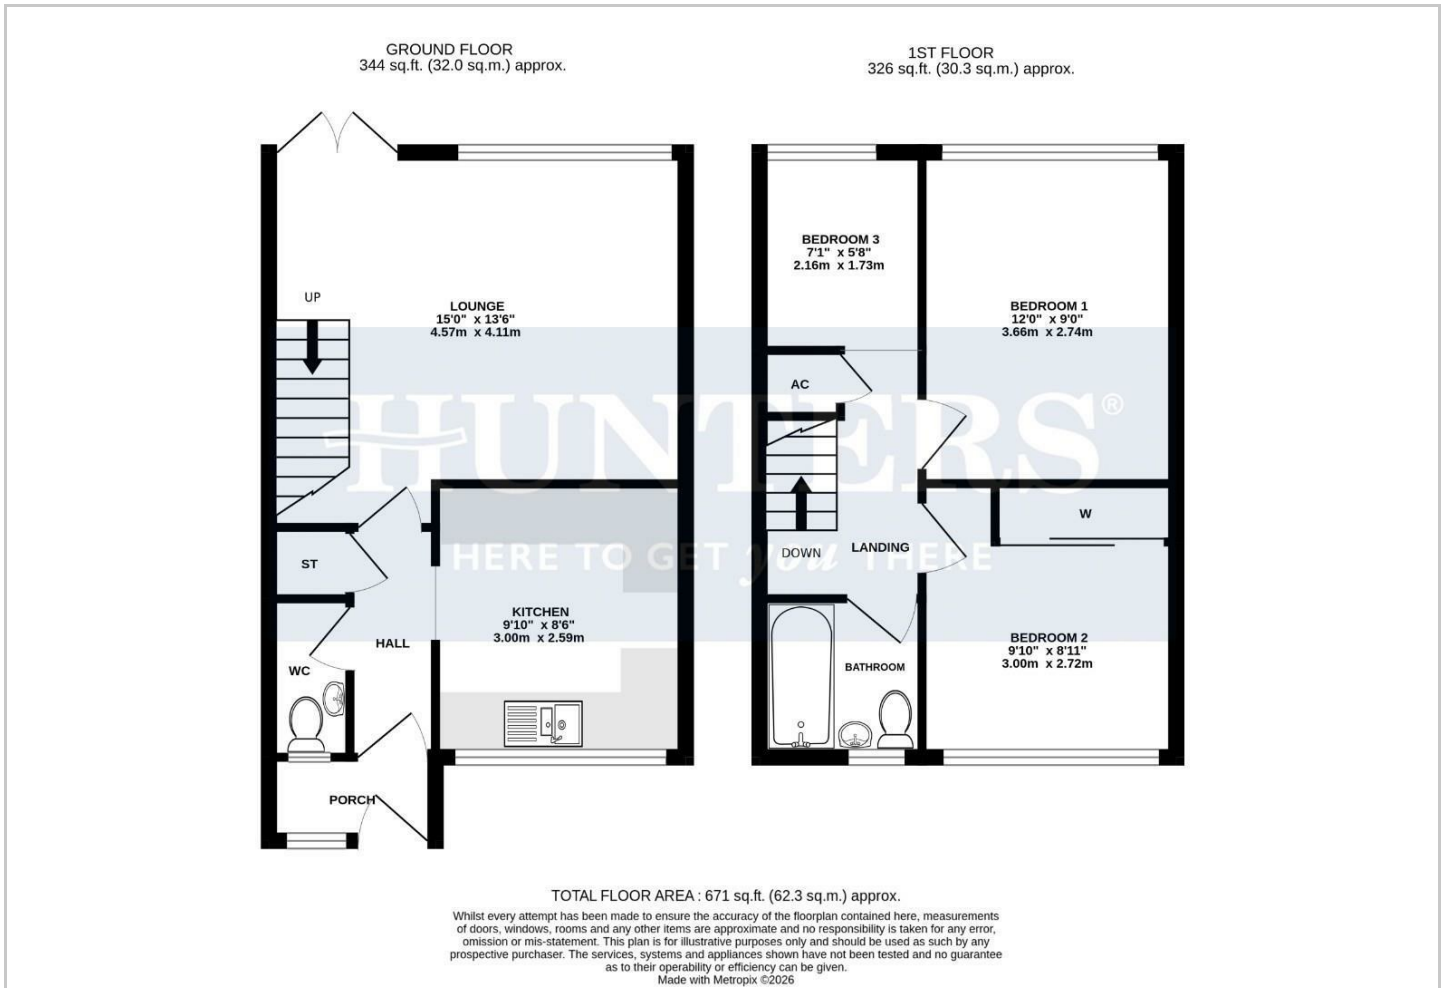 GROUND FLOOR
344 sq.ft. (32.0 sq.m.) approx.
1ST FLOOR
326 sq.ft. (30.3 sq.m.) approx.
UP
LOUNGE
15'0" x 13'6"
4.57m x 4.11m
ST
KITCHEN
9'10" x 8'6"
3.00m x 2.59m
HALL
WC
PORCH
BEDROOM 3
7'1" x 5'8"
2.16m x 1.73m
BEDROOM 1
12'0" x 9'0"
3.66m x 2.74m
AC
W
DOWN
LANDING
BEDROOM 2
9'10" x 8'11"
3.00m x 2.72m
BATHROOM
HUNTERS®
HERE TO GET you THERE
TOTAL FLOOR AREA : 671 sq.ft. (62.3 sq.m.) approx.
Whilst every attempt has been made to ensure the accuracy of the floorplan contained here, measurements
of doors, windows, rooms and any other items are approximate and no responsibility is taken for any error,
omission or mis-statement. This plan is for illustrative purposes only and should be used as such by any
prospective purchaser. The services, systems and appliances shown have not been tested and no guarantee
as to their operability or efficiency can be given.
Made with Metropix ©2026